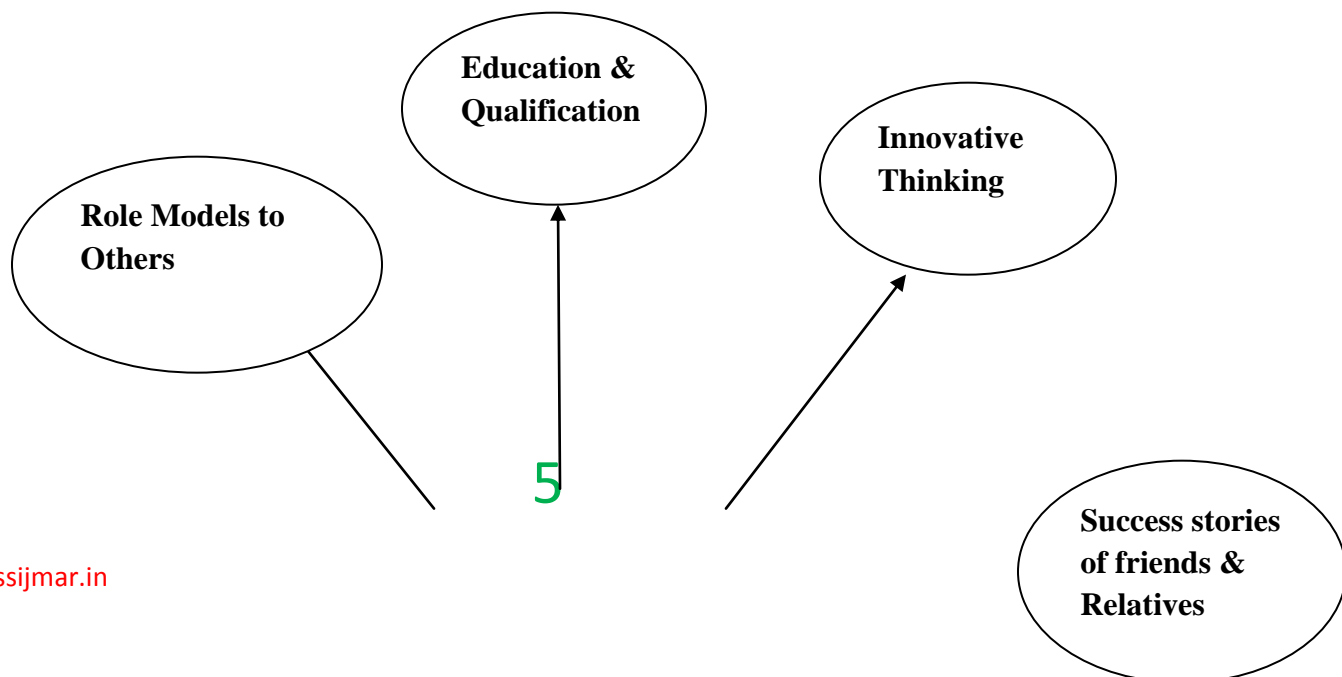 Education &
Qualification
Innovative
Thinking
Role Models to
Others
5
Success stories
of friends &
Relatives
ssijmar.in